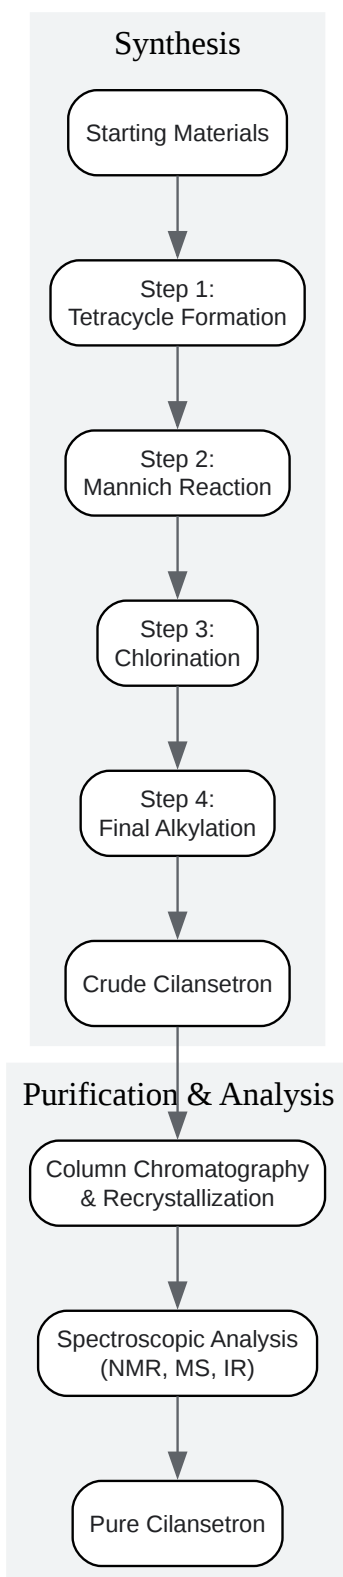 Synthesis
Starting Materials
Step 1:
Tetracycle Formation
Step 2:
Mannich Reaction
Step 3:
Chlorination
Step 4:
Final Alkylation
Crude Cilansetron
Purification & Analysis
Column Chromatography
& Recrystallization
Spectroscopic Analysis
(NMR, MS, IR)
Pure Cilansetron